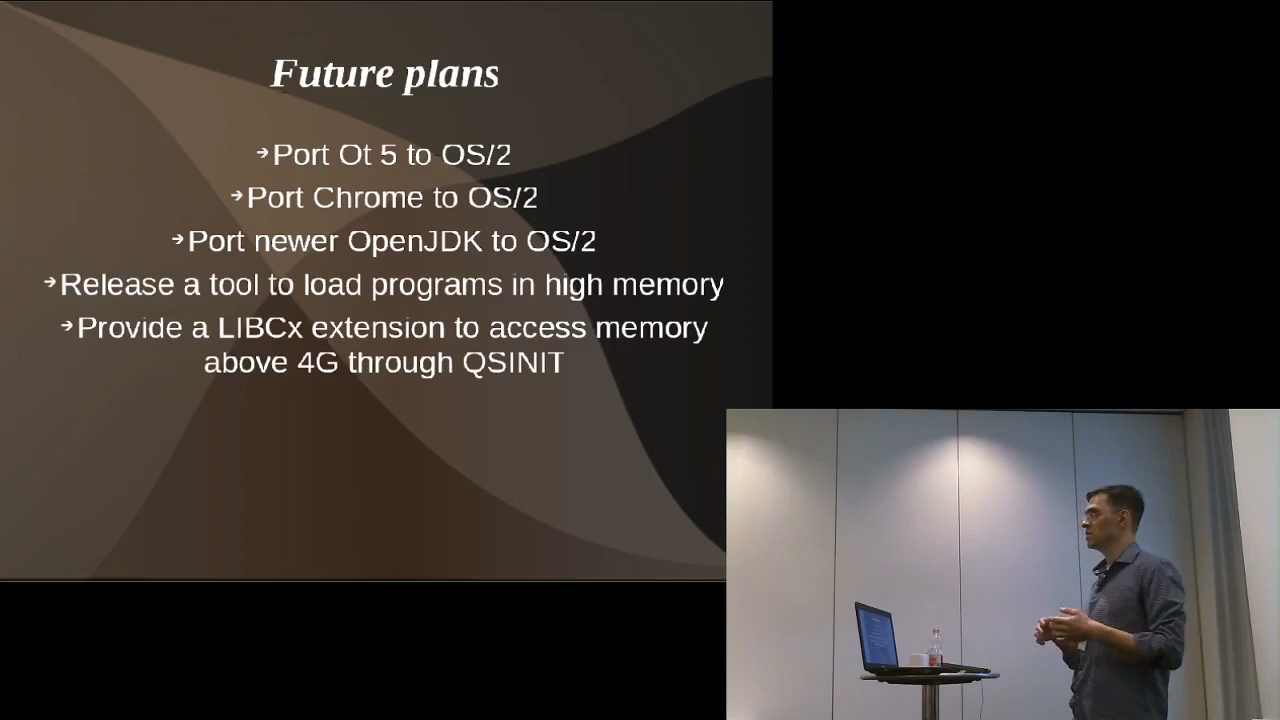 Future plans
→Port Qt 5 to OS/2
→Port Chrome to OS/2
→Port newer OpenJDK to OS/2
→Release a tool to load programs in high memory
→Provide a LIBCx extension to access memory
above 4G through QSINIT